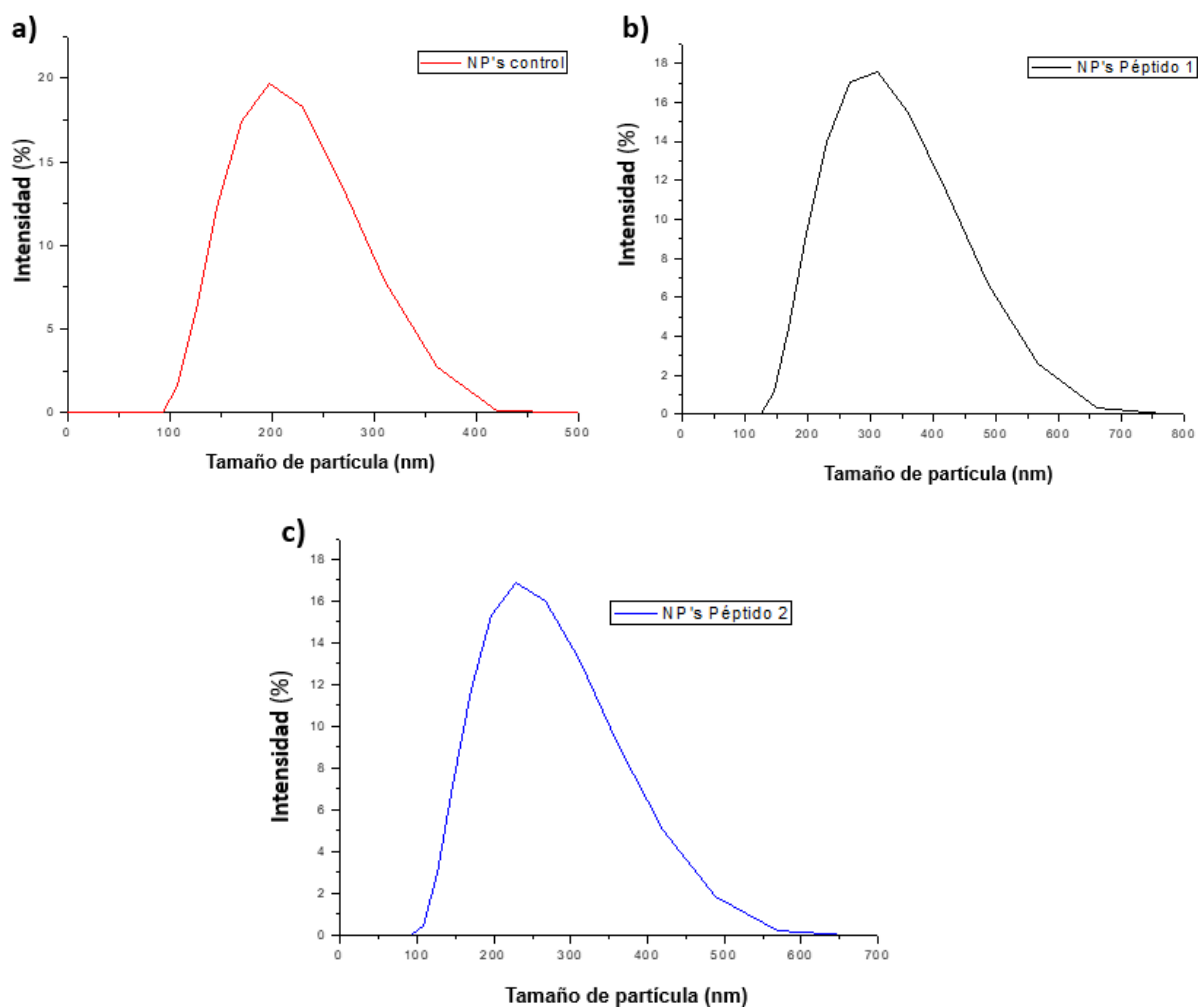 a)
NP's control
Intensidad (%)
20
15
10
5
0
0 100 200 300 400 500
Tamaño de partícula (nm)
b)
NP's Péptido 1
Intensidad (%)
18
16
14
12
10
8
6
4
2
0
0 100 200 300 400 500 600 700 800
Tamaño de partícula (nm)
c)
NP's Péptido 2
Intensidad (%)
18
16
14
12
10
8
6
4
2
0
0 100 200 300 400 500 600 700
Tamaño de partícula (nm)